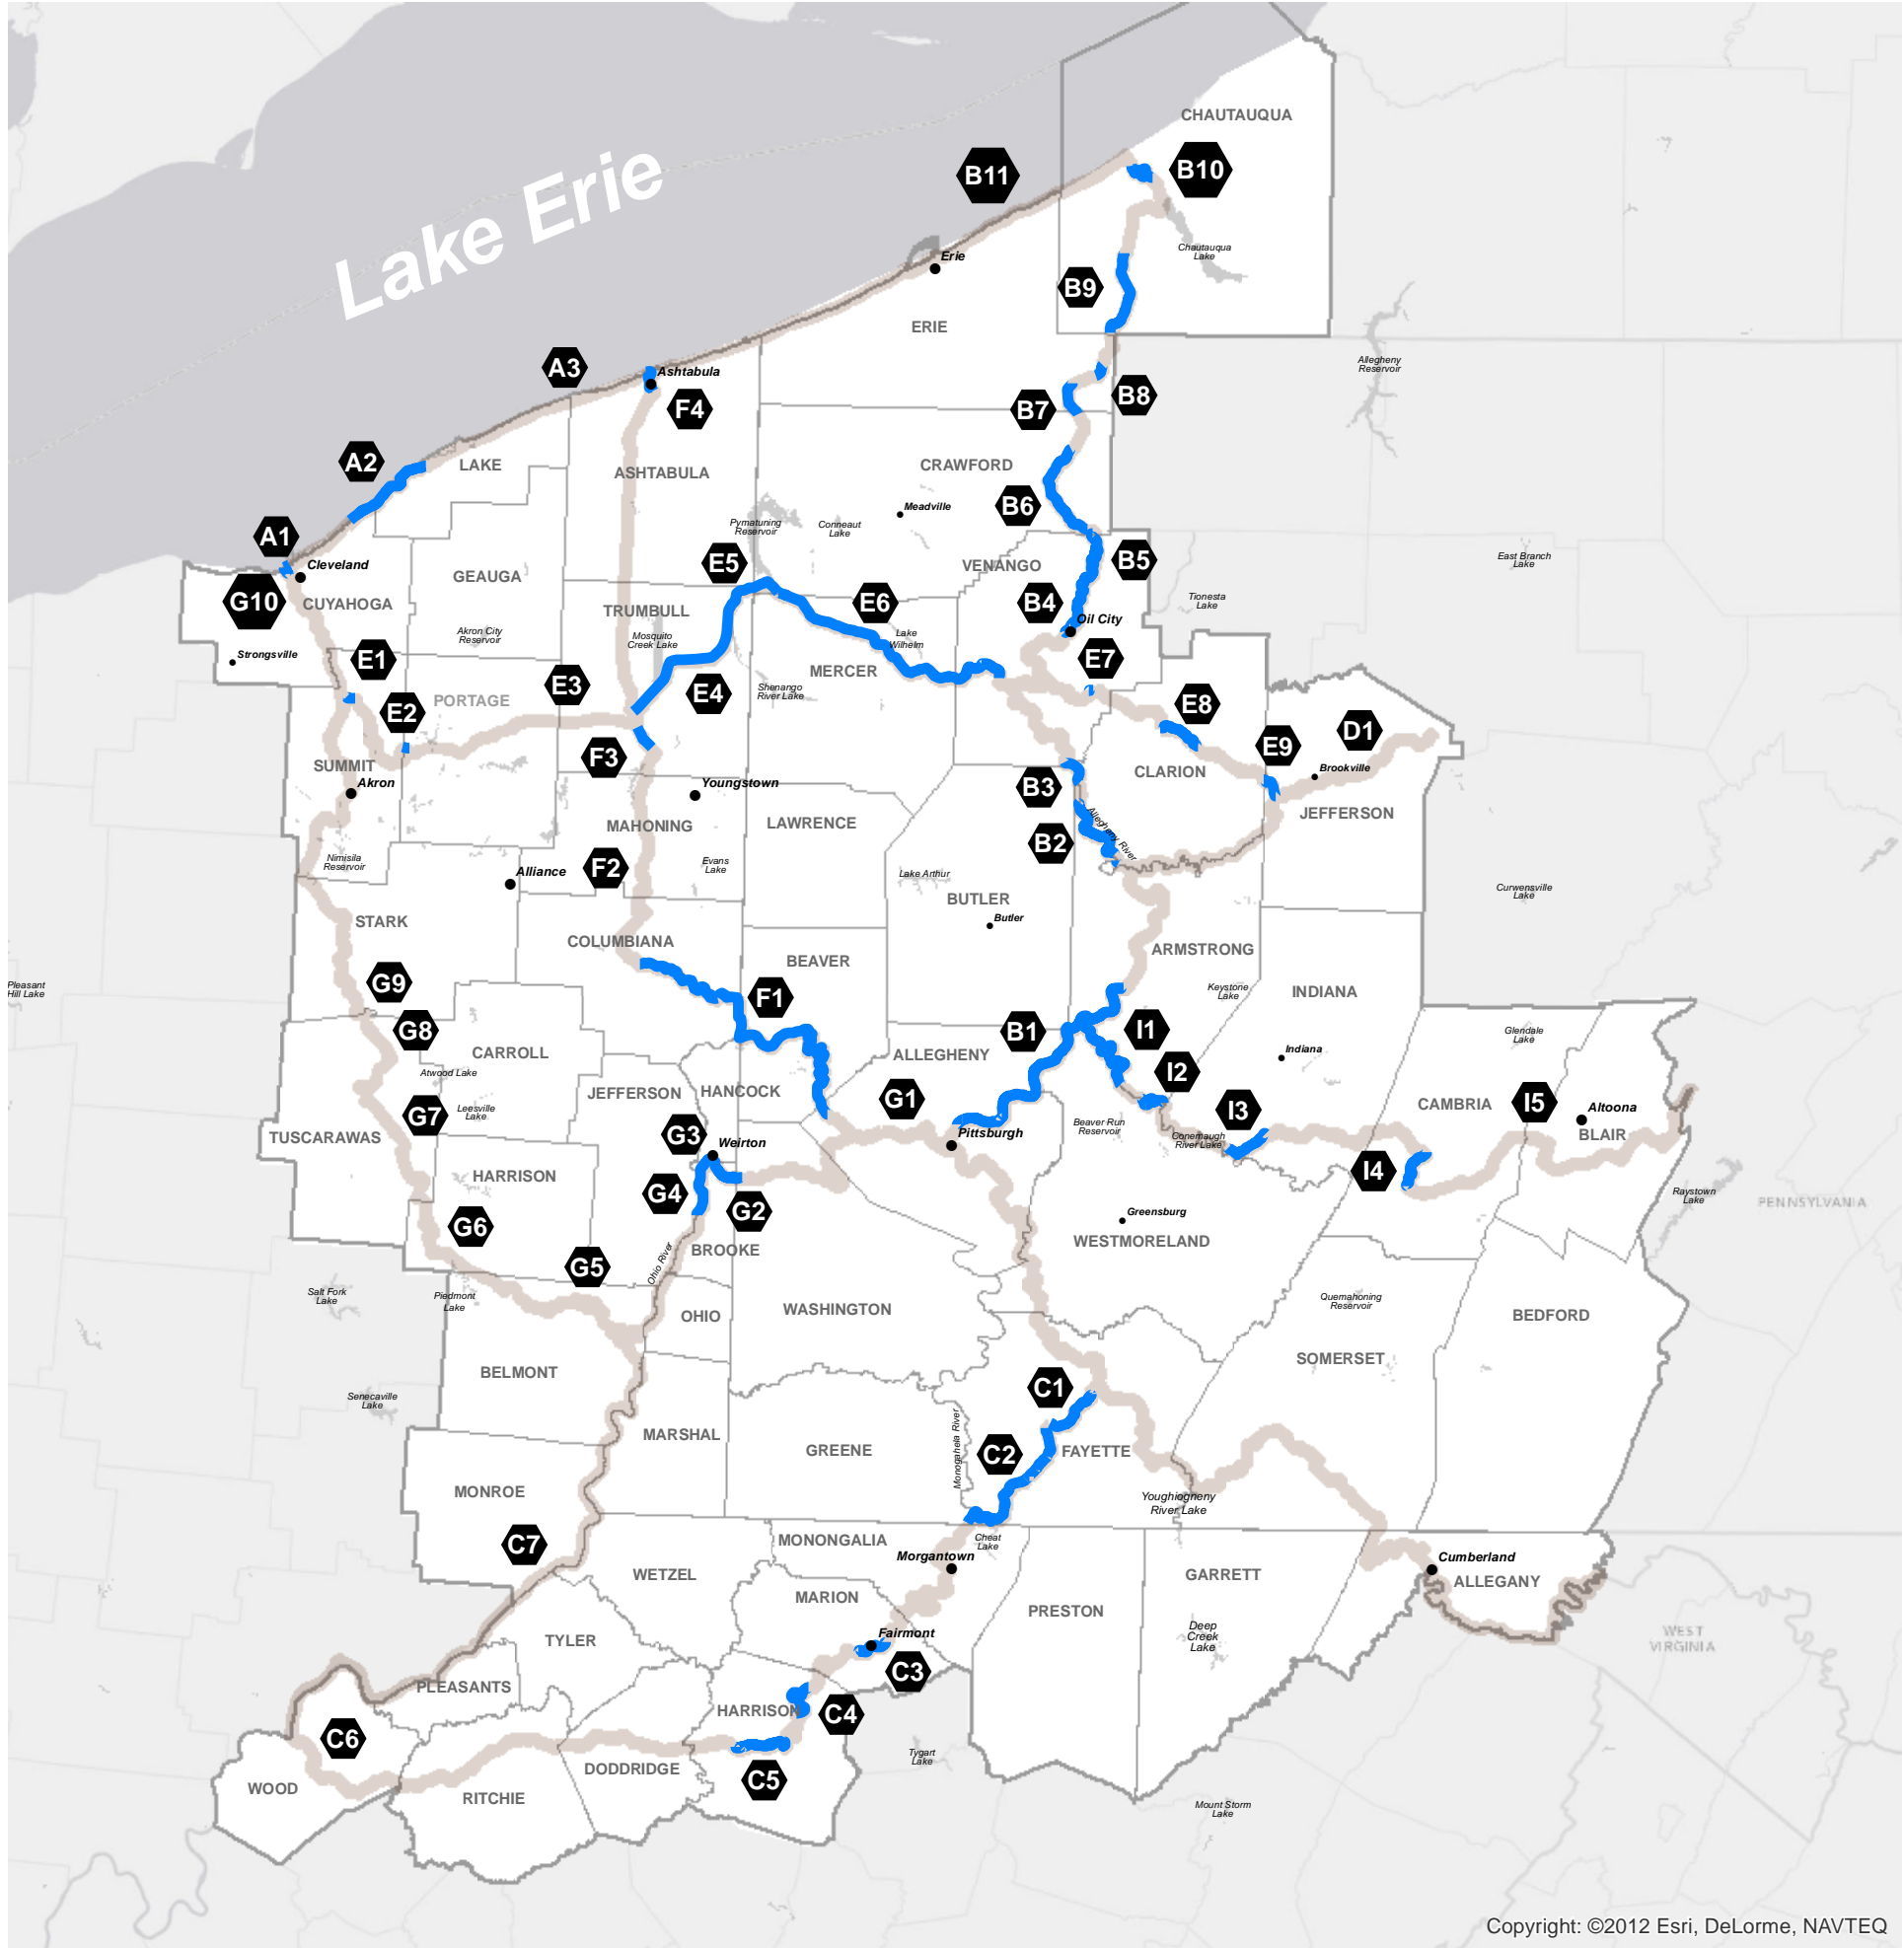 CHAUTAUQUA
B11
B10
Lake Erie
Chautauqua
Lake
Erie
B9
ERIE
A3
Ashtabula
Allegheny
Reservoir
F4
B7
B8
A2
LAKE
ASHTABULA
CRAWFORD
Meadville
B6
Pymatuning
Reservoir
Conneaut
Lake
A1
Cleveland
GEAUGA
E5
VENANGO
B5
East Branch
Lake
G10
CUYAHOGA
TRUMBULL
E6
B4
Tionesta
Lake
Oil City
Akron City
Reservoir
Mosquito
Creek Lake
Lake
Wilhelm
Strongsville
E1
E7
MERCER
E3
E4
Shenango
River Lake
PORTAGE
E2
E8
D1
E9
F3
SUMMIT
CLARION
Brookville
Akron
Youngstown
B3
JEFFERSON
MAHONING
LAWRENCE
Allegheny River
B2
Nimisila
Reservoir
Alliance
F2
Evans
Lake
Lake Arthur
BUTLER
Curwensville
Lake
STARK
Butler
COLUMBIANA
ARMSTRONG
BEAVER
G9
Pleasant
Hill Lake
F1
Keystone
Lake
INDIANA
G8
B1
I1
Glendale
Lake
CARROLL
ALLEGHENY
Indiana
Atwood Lake
I2
JEFFERSON
HANCOCK
G1
G7
Leesville
Lake
I3
CAMBRIA
I5
Altoona
Beaver Run
Reservoir
TUSCARAWAS
G3
Weirton
Pittsburgh
Conemaugh
River Lake
BLAIR
HARRISON
G4
I4
Raystown
Lake
PENNSYLVANIA
G2
G6
Greensburg
WESTMORELAND
BROOKE
G5
Ohio River
Salt Fork
Lake
Piedmont
Lake
OHIO
WASHINGTON
Quemahoning
Reservoir
BEDFORD
BELMONT
SOMERSET
Senecaville
Lake
C1
MARSHAL
GREENE
Monogahela River
C2
FAYETTE
MONROE
Youghiogheny
River Lake
C7
MONONGALIA
Cheat
Lake
Morgantown
Cumberland
WETZEL
GARRETT
ALLEGANY
MARION
PRESTON
Fairmont
Deep
Creek
Lake
WEST
VIRGINIA
TYLER
C3
PLEASANTS
HARRISON
C4
C6
Tygart
Lake
WOOD
DODDRIDGE
C5
RITCHIE
Mount Storm
Lake
Copyright: ©2012 Esri, DeLorme, NAVTEQ